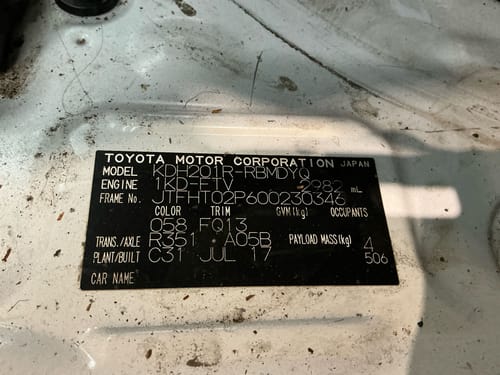 TOYOTA MOTOR CORPORATION JAPAN
MODEL KDH201R-RBMDYQ
ENGINE 1KD-FTV 2982 mL
FRAME No. JTFHT02P600230346
COLOR TRIM GVM(kg) OCCUPANTS
058 FQ13
TRANS./AXLE R351 A05B PAYLOAD MASS(kg) 4
PLANT/BUILT C31 JUL 17 506
CAR NAME